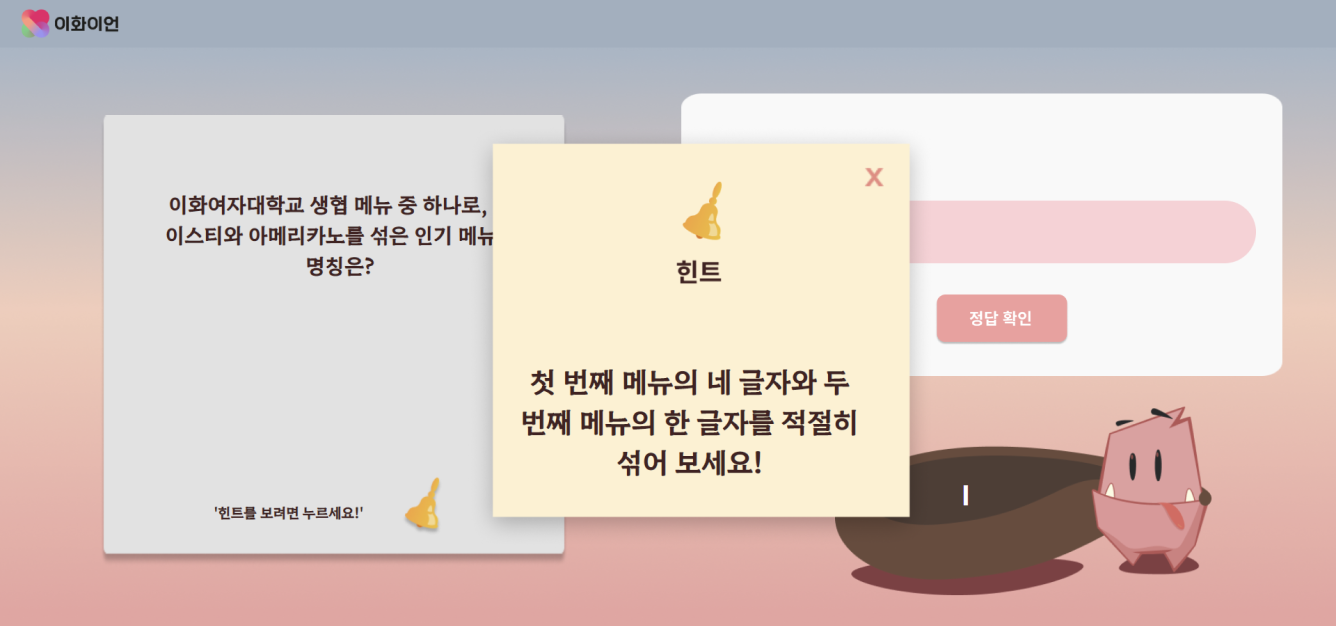 이화이언
이화여자대학교 생협 메뉴 중 하나로,
이스티와 아메리카노를 섞은 인기 메뉴
명칭은?
'힌트를 보려면 누르세요!'
X
힌트
첫 번째 메뉴의 네 글자와 두
번째 메뉴의 한 글자를 적절히
섞어 보세요!
정답 확인
I